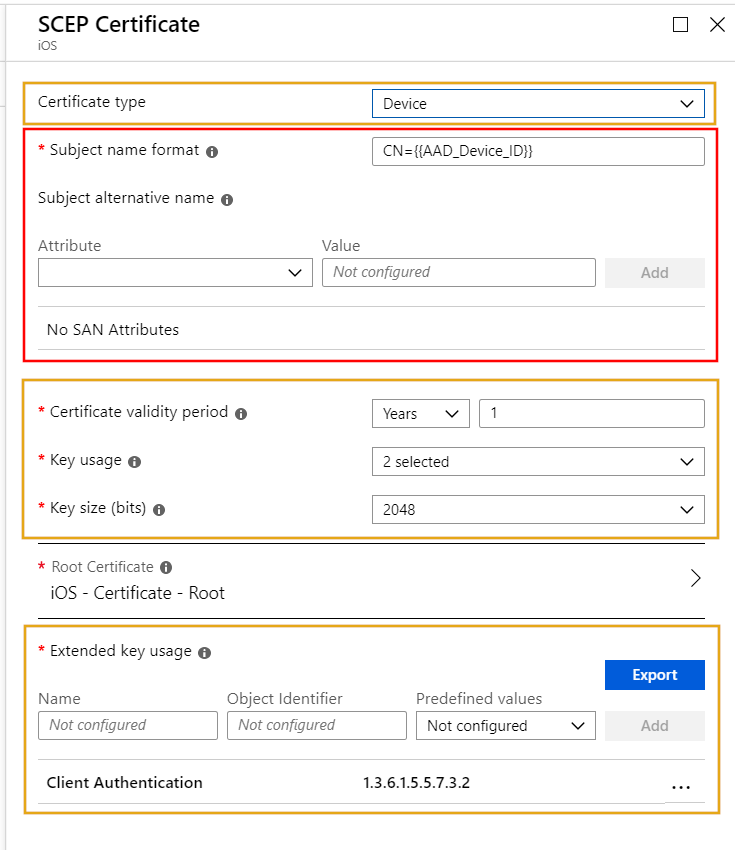 SCEP Certificate
iOS
Certificate type
Device
* Subject name format
CN={{AAD_Device_ID}}
Subject alternative name
Attribute Value
Not configured Add
No SAN Attributes
* Certificate validity period Years 1
* Key usage 2 selected
* Key size (bits) 2048
* Root Certificate
iOS - Certificate - Root
* Extended key usage
Export
Name Object Identifier Predefined values
Not configured Not configured Not configured Add
Client Authentication 1.3.6.1.5.5.7.3.2 ...